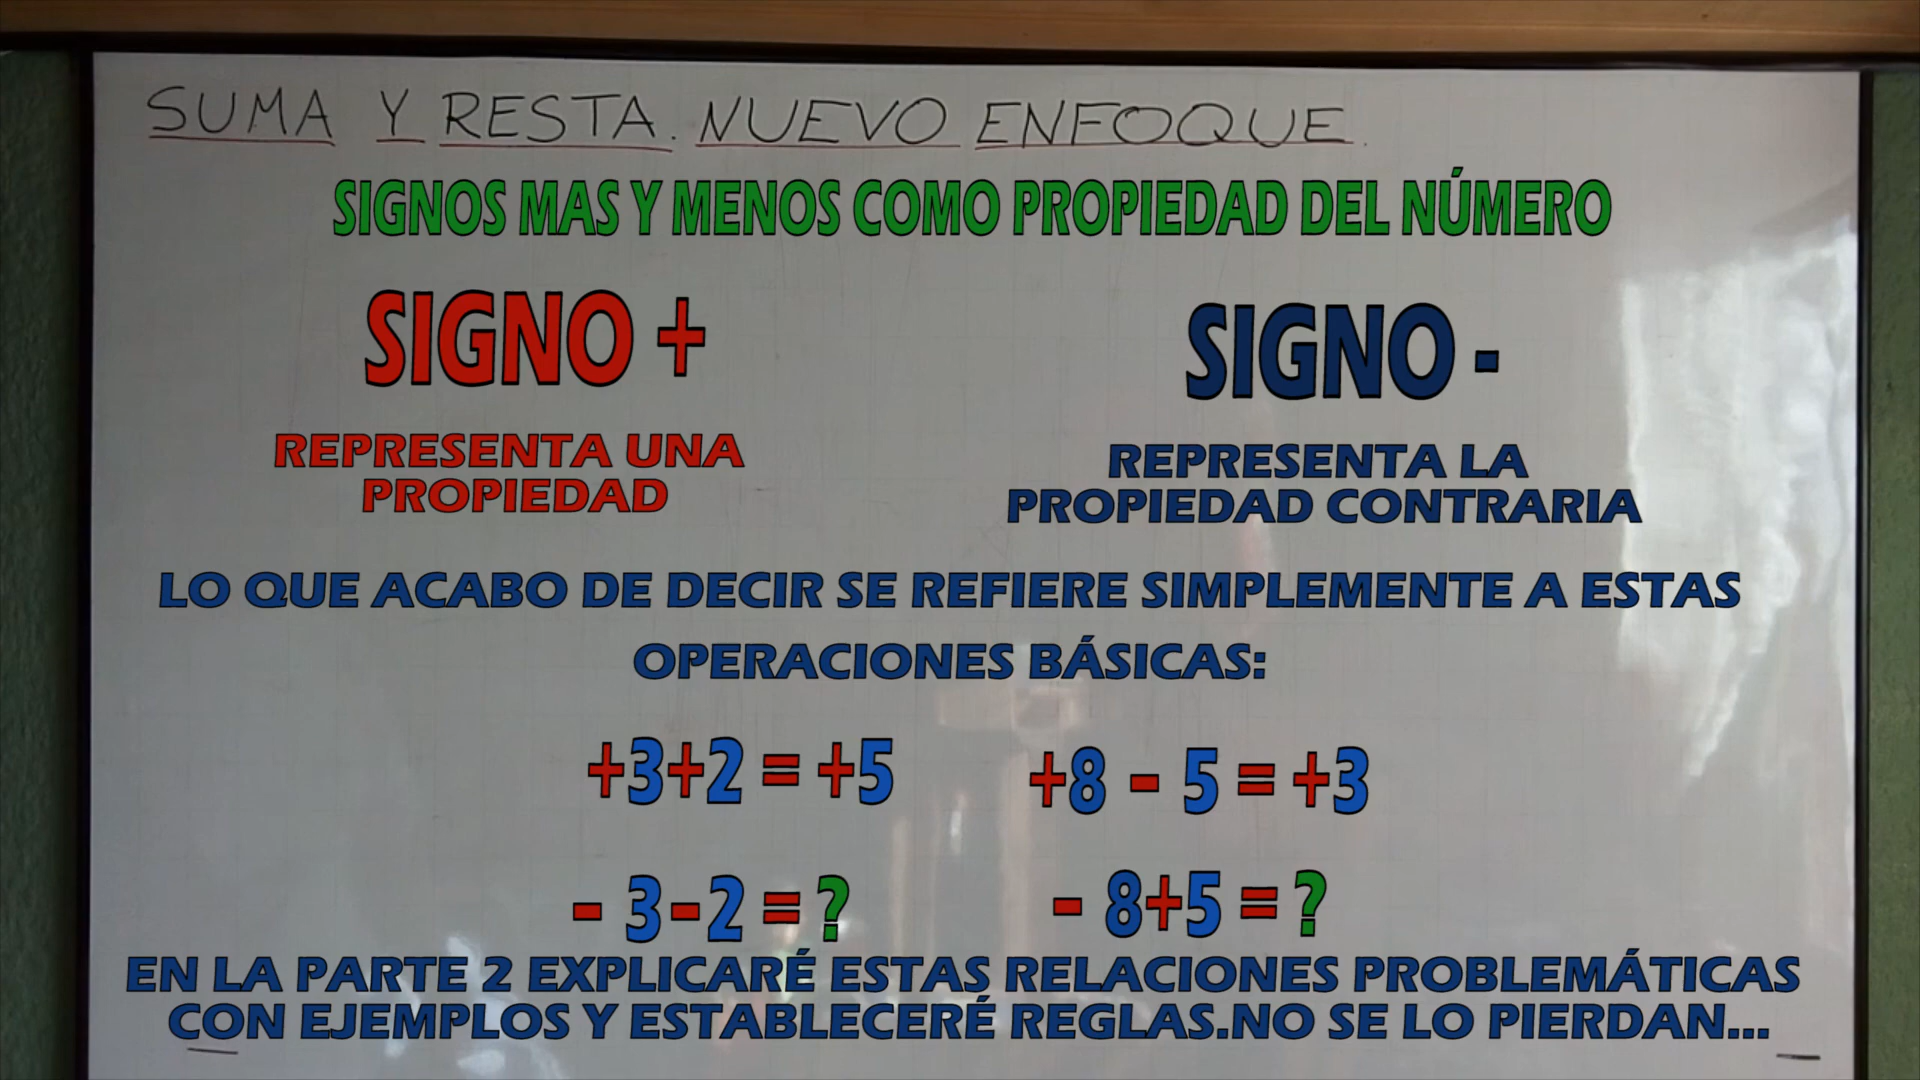 SUMA Y RESTA. NUEVO ENFOQUE.
SIGNOS MAS Y MENOS COMO PROPIEDAD DEL NÚMERO
SIGNO +
REPRESENTA UNA
PROPIEDAD
SIGNO -
REPRESENTA LA
PROPIEDAD CONTRARIA
LO QUE ACABO DE DECIR SE REFIERE SIMPLEMENTE A ESTAS
OPERACIONES BÁSICAS:
+3+2 = +5
+8 - 5 = +3
- 3-2 = ?
- 8+5 = ?
EN LA PARTE 2 EXPLICARÉ ESTAS RELACIONES PROBLEMÁTICAS
CON EJEMPLOS Y ESTABLECERÉ REGLAS.NO SE LO PIERDAN...